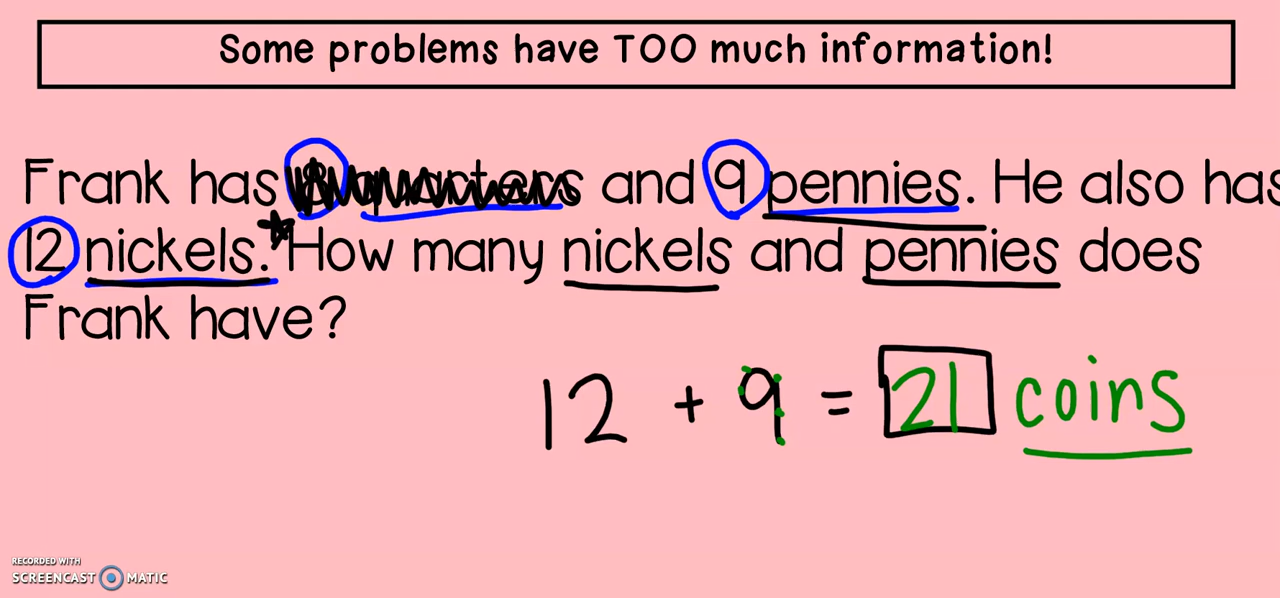 Some problems have TOO much information!
Frank has 8 quarters and 9 pennies. He also has
12 nickels. How many nickels and pennies does
Frank have?
12 + 9 = 21 coins
RECORDED WITH
SCREENCAST MATIC